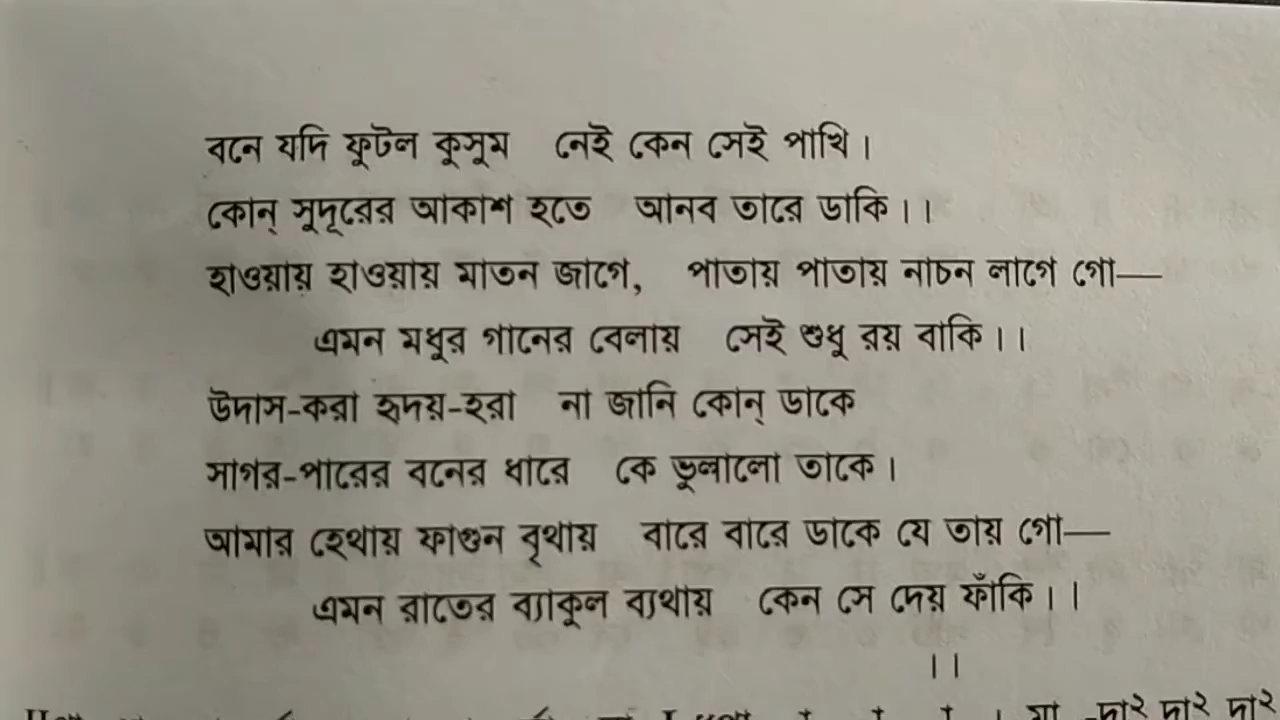 বনে যদি ফুটল কুসুম নেই কেন সেই পাখি।
কোন্ সুদূরের আকাশ হতে আনব তারে ডাকি।।
হাওয়ায় হাওয়ায় মাতন জাগে, পাতায় পাতায় নাচন লাগে গো—
এমন মধুর গানের বেলায় সেই শুধু রয় বাকি।।
উদাস-করা হৃদয়-হরা না জানি কোন্ ডাকে
সাগর-পারের বনের ধারে কে ভুলালো তাকে।
আমার হেথায় ফাগুন বৃথায় বারে বারে ডাকে যে তায় গো—
এমন রাতের ব্যাকুল ব্যথায় কেন সে দেয় ফাঁকি।।
।।